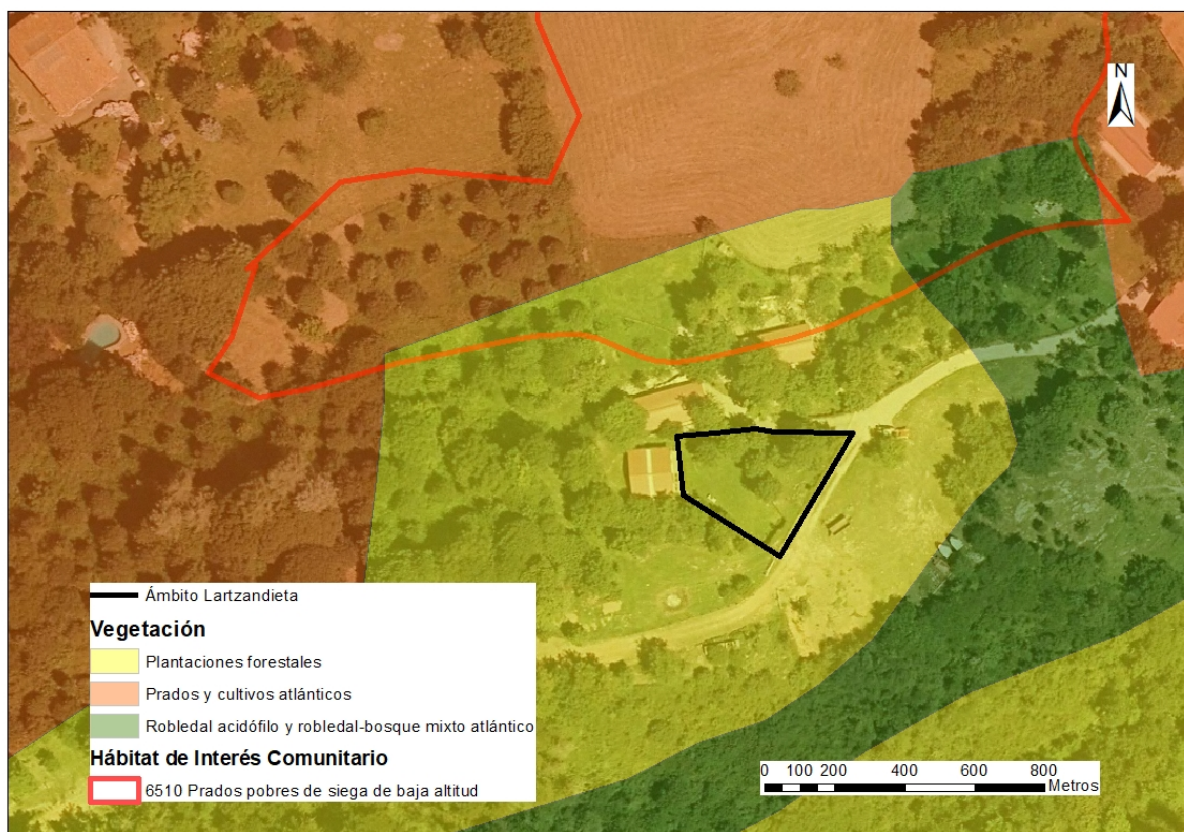 N
Ámbito Lartzandieta
Vegetación
Plantaciones forestales
Prados y cultivos atlánticos
Robledal acidófilo y robledal-bosque mixto atlántico
Hábitat de Interés Comunitario
6510 Prados pobres de siega de baja altitud
0 100 200 400 600 800
Metros